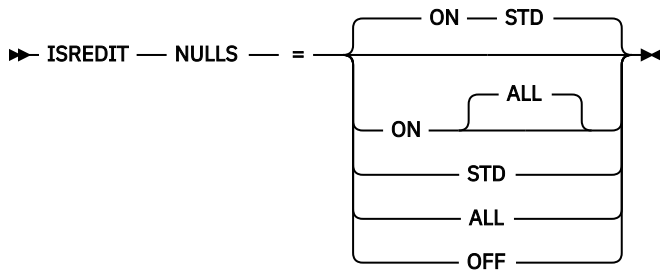 ON STD
ISREDIT NULLS =
ALL
ON
STD
ALL
OFF